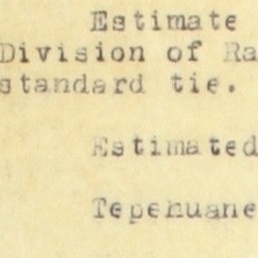 Estimate
Division of Ra
standard tie.
Estimated
Tepehuane